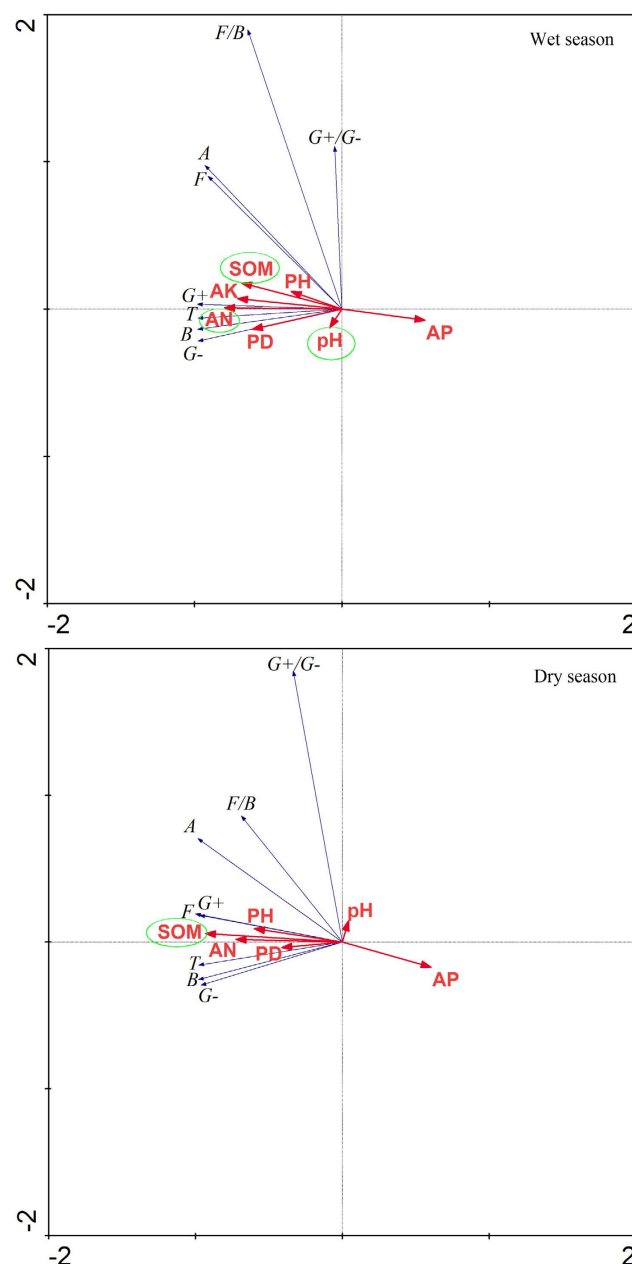 2
F/B
Wet season
G+/G-
A
F
SOM
PH
AK
G+
T
AN
B
PD
pH
AP
G-
-2
-2
2
2
G+/G-
Dry season
F/B
A
G+
F
PH
pH
SOM
AN
PD
T
AP
B
G-
-2
-2
2